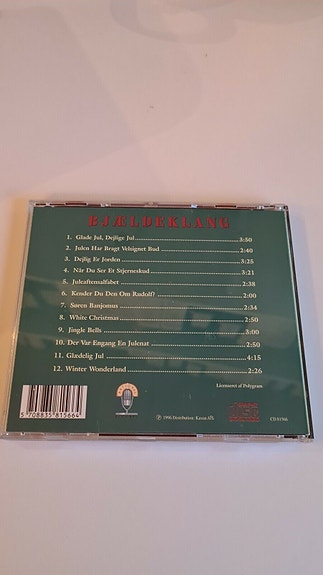 BJÆLDEKLANG
1. Glade Jul, Dejlige Jul 3:50
2. Julen Har Bragt Velsignet Bud 2:40
3. Dejlig Er Jorden 3:25
4. Når Du Ser Et Stjerneskud 3:21
5. Juleaftensalfabet 2:38
6. Kender Du Den Om Rudolf? 2:00
7. Søren Banjomus 2:34
8. White Christmas 2:50
9. Jingle Bells 3:00
10. Der Var Engang En Julenat 2:50
11. Glædelig Jul 4:15
12. Winter Wonderland 2:26
Licenseret af Polygram
5 708835 815664
℗ 1996 Distribution: Karon A/S